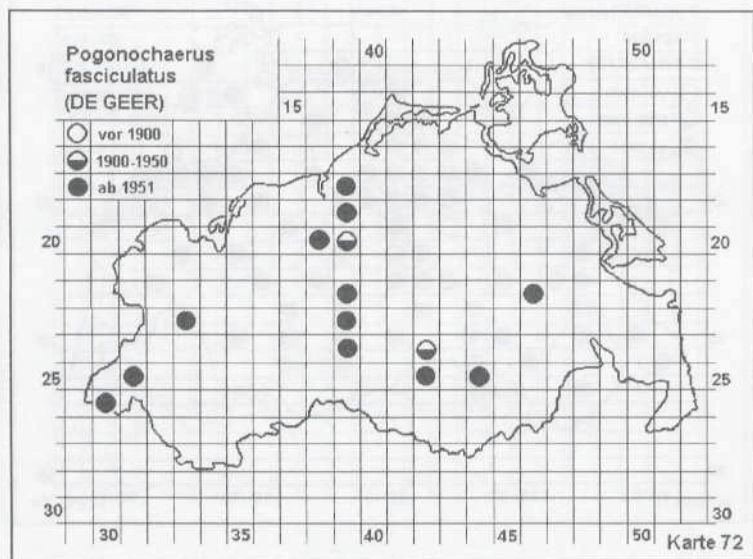 Pogonochaerus
fasciculatus
(DE GEER)
vor 1900
1900-1950
ab 1951
40 50
15 15
20 20
25 25
30 30
30 35 40 45 50
Karte 72